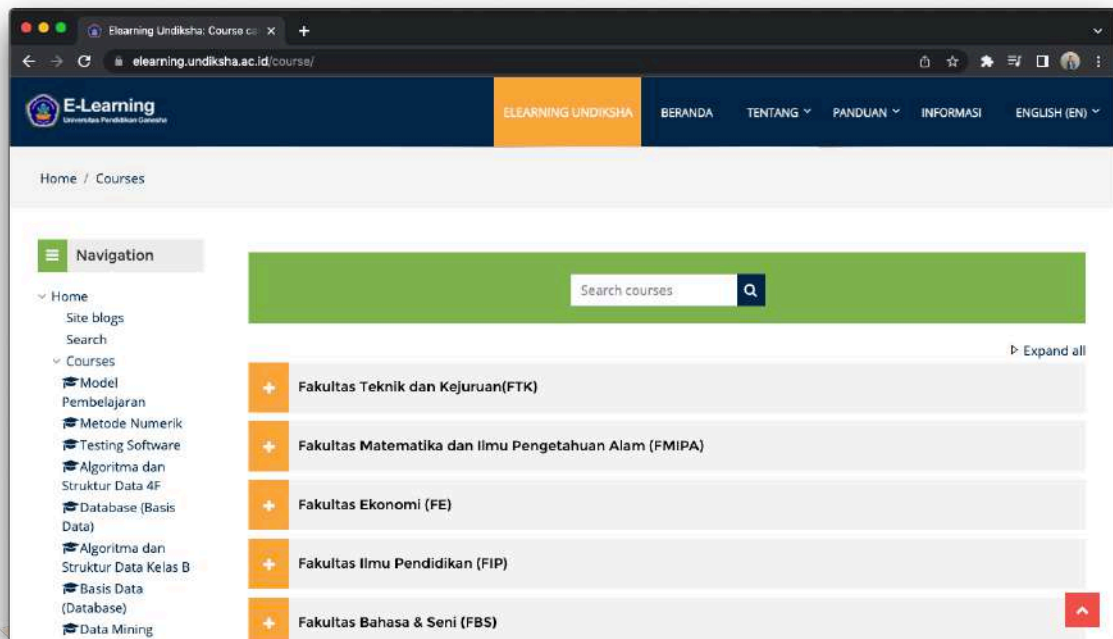 Elearning Undiksha: Course ca
elearning.undiksha.ac.id/course/
E-Learning
Universitas Pendidikan Ganesha
ELEARNING UNDIKSHA
BERANDA
TENTANG
PANDUAN
INFORMASI
ENGLISH (EN)
Home / Courses
Navigation
Home
Site blogs
Search
Courses
Model
Pembelajaran
Metode Numerik
Testing Software
Algoritma dan
Struktur Data 4F
Database (Basis
Data)
Algoritma dan
Struktur Data Kelas B
Basis Data
(Database)
Data Mining
Search courses
Expand all
Fakultas Teknik dan Kejuruan(FTK)
Fakultas Matematika dan Ilmu Pengetahuan Alam (FMIPA)
Fakultas Ekonomi (FE)
Fakultas Ilmu Pendidikan (FIP)
Fakultas Bahasa & Seni (FBS)